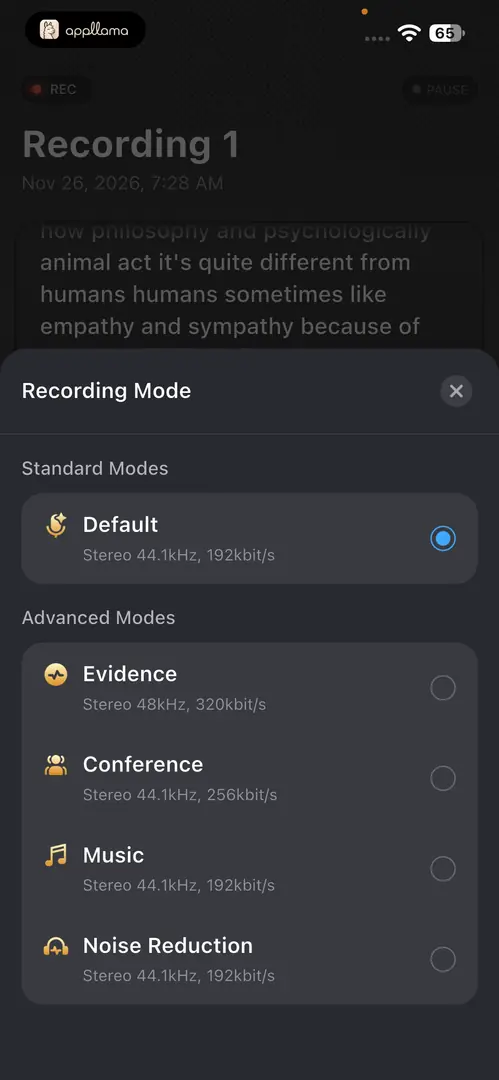 appllama
65
REC
PAUSE
Recording 1
Nov 26, 2026, 7:28 AM
how philosophy and psychologically
animal act it's quite different from
humans humans sometimes like
empathy and sympathy because of
Recording Mode
Standard Modes
Default
Stereo 44.1kHz, 192kbit/s
Advanced Modes
Evidence
Stereo 48kHz, 320kbit/s
Conference
Stereo 44.1kHz, 256kbit/s
Music
Stereo 44.1kHz, 192kbit/s
Noise Reduction
Stereo 44.1kHz, 192kbit/s